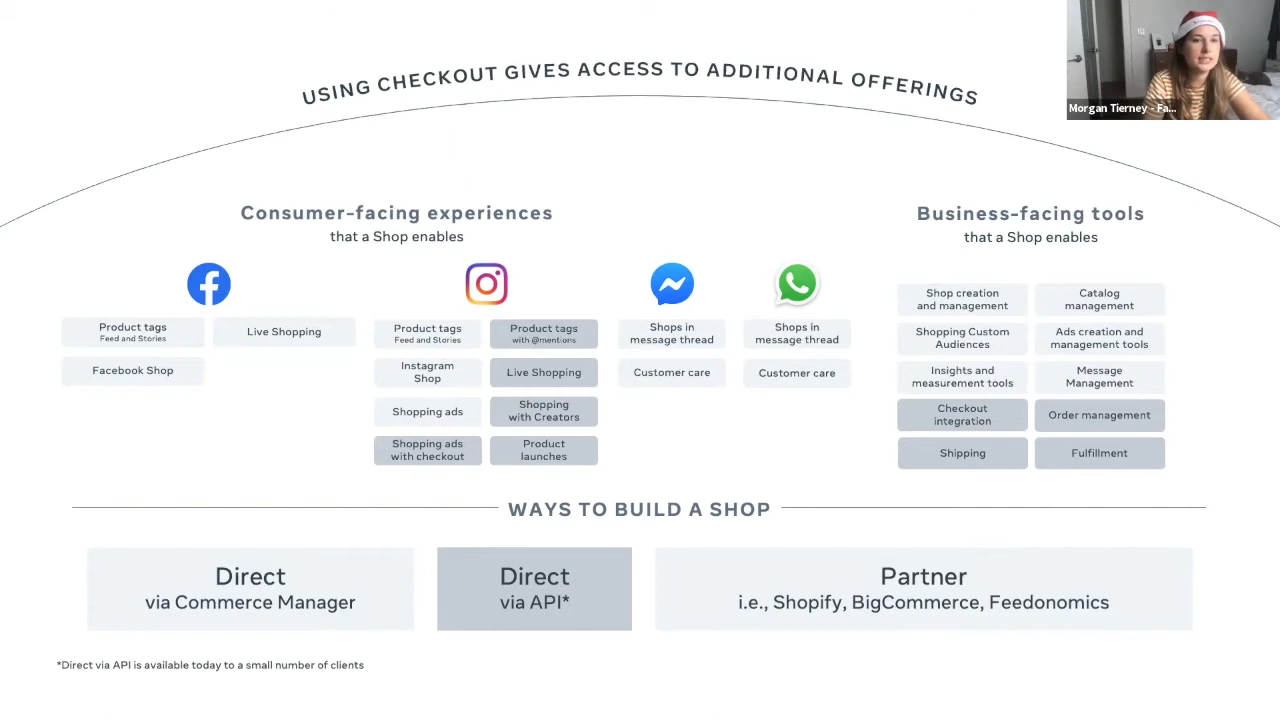 USING CHECKOUT GIVES ACCESS TO ADDITIONAL OFFERINGS
Morgan Tierney - Fa...
Consumer-facing experiences
that a Shop enables
Product tags
Feed and Stories
Live Shopping
Facebook Shop
Product tags
Feed and Stories
Product tags
with @mentions
Instagram
Shop
Live Shopping
Shopping ads
Shopping
with Creators
Shopping ads
with checkout
Product
launches
Shops in
message thread
Customer care
Shops in
message thread
Customer care
Business-facing tools
that a Shop enables
Shop creation
and management
Catalog
management
Shopping Custom
Audiences
Ads creation and
management tools
Insights and
measurement tools
Message
Management
Checkout
integration
Order management
Shipping
Fulfillment
WAYS TO BUILD A SHOP
Direct
via Commerce Manager
Direct
via API*
Partner
i.e., Shopify, BigCommerce, Feedonomics
*Direct via API is available today to a small number of clients